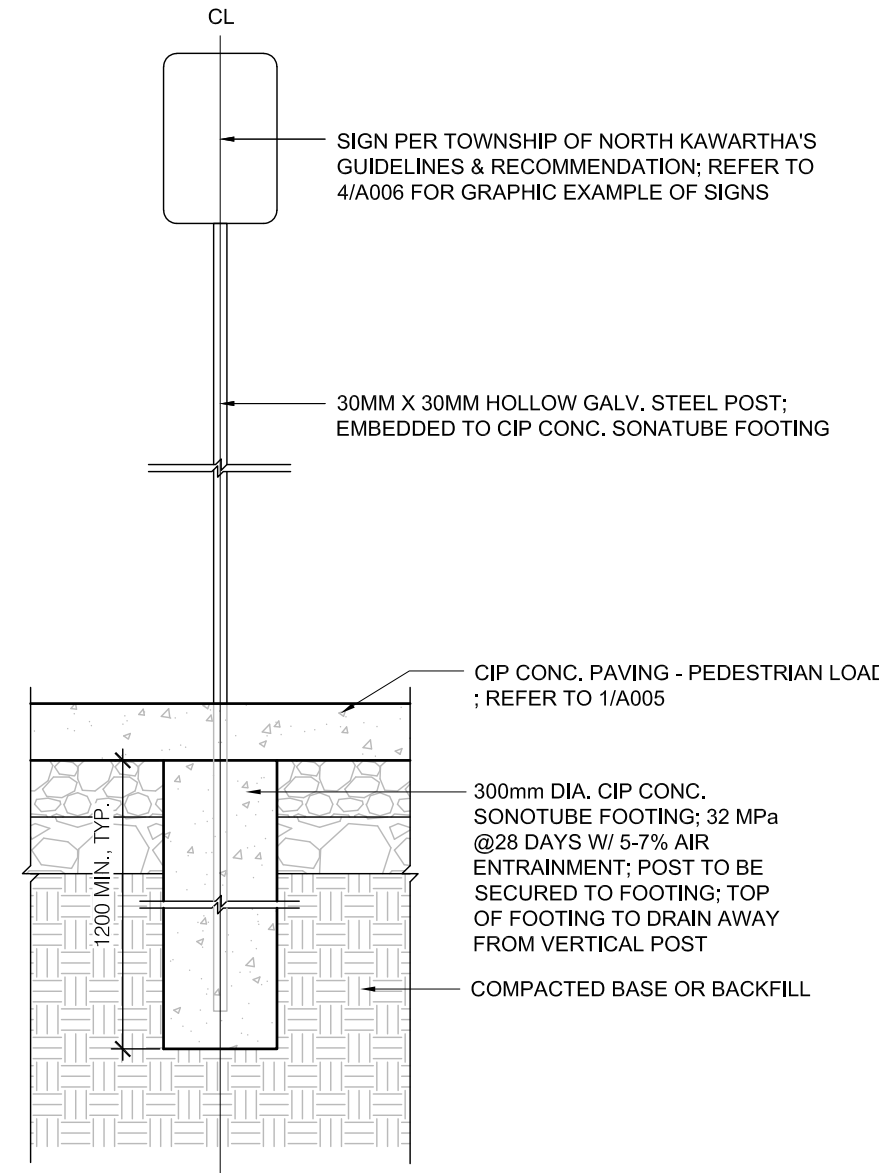 CL
SIGN PER TOWNSHIP OF NORTH KAWARTHA'S
GUIDELINES & RECOMMENDATION; REFER TO
4/A006 FOR GRAPHIC EXAMPLE OF SIGNS
30MM X 30MM HOLLOW GALV. STEEL POST;
EMBEDDED TO CIP CONC. SONATUBE FOOTING
CIP CONC. PAVING - PEDESTRIAN LOAD
; REFER TO 1/A005
300mm DIA. CIP CONC.
SONOTUBE FOOTING; 32 MPa
@28 DAYS W/ 5-7% AIR
ENTRAINMENT; POST TO BE
SECURED TO FOOTING; TOP
OF FOOTING TO DRAIN AWAY
FROM VERTICAL POST
1200 MIN., TYP.
COMPACTED BASE OR BACKFILL